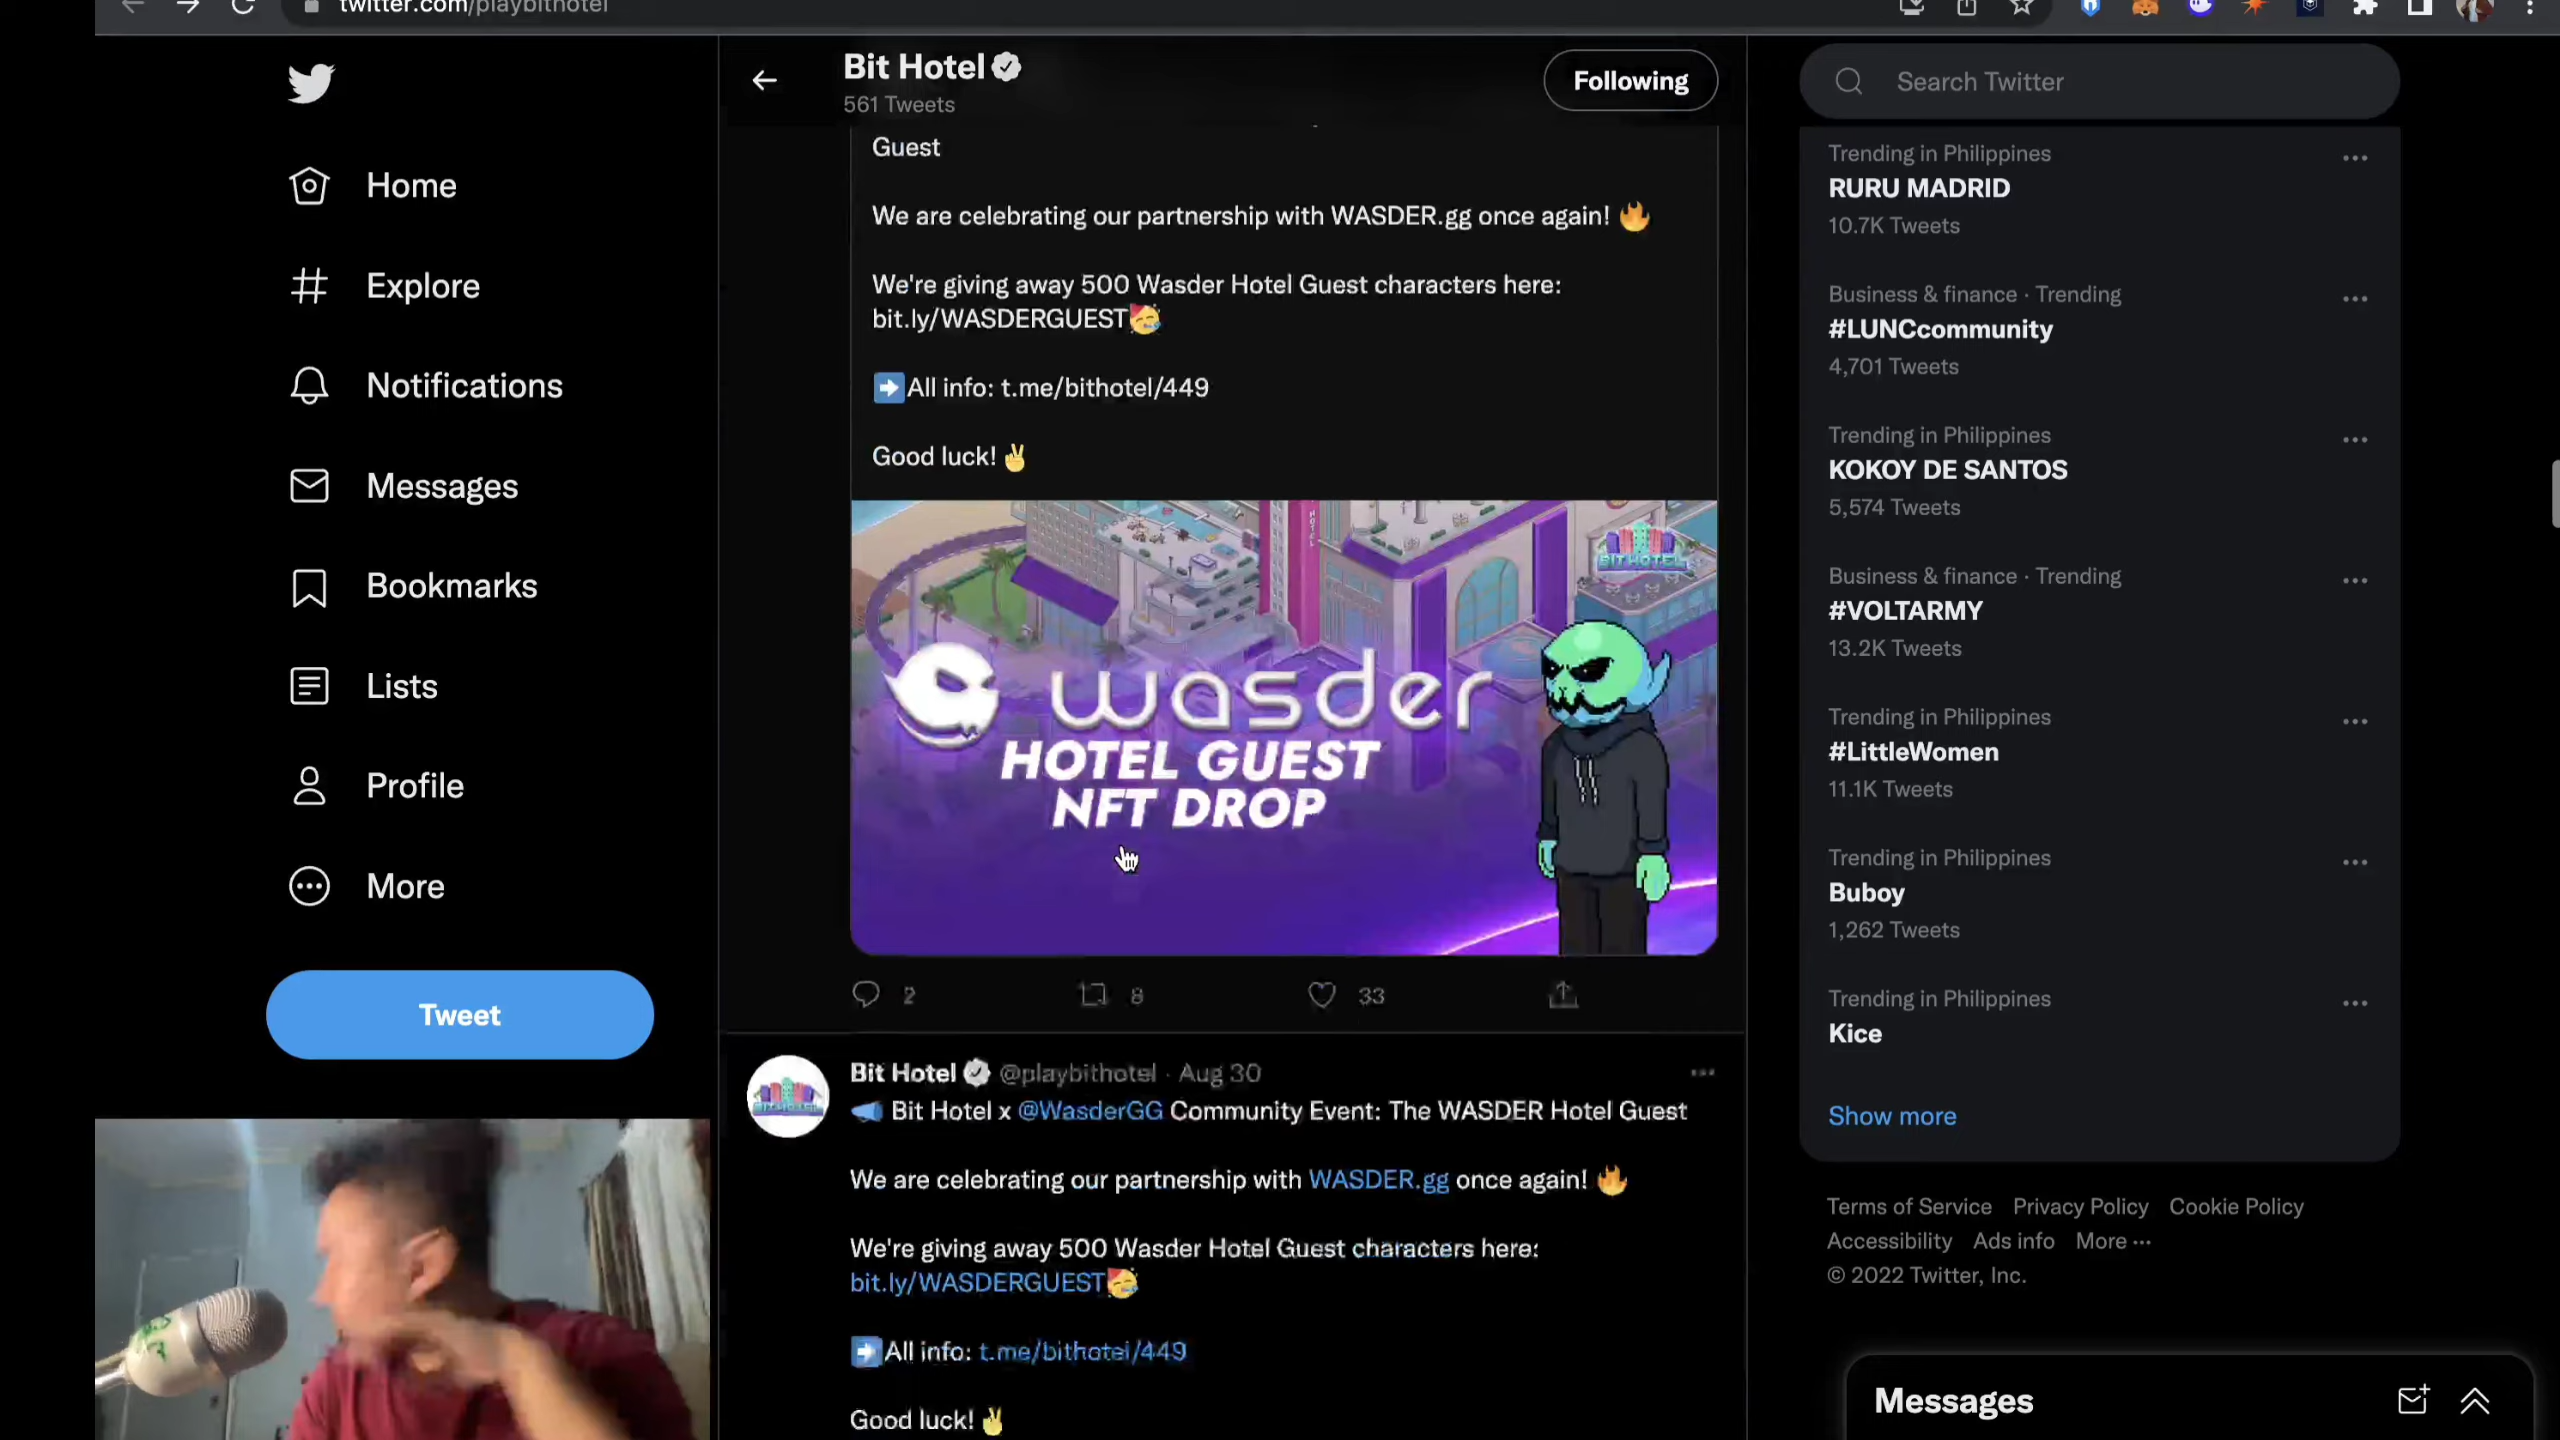 twitter.com/playbithotel
Bit Hotel
561 Tweets
Following
Search Twitter
Home
Explore
Notifications
Messages
Bookmarks
Lists
Profile
More
Tweet
Guest
We are celebrating our partnership with WASDER.gg once again! 🔥
We're giving away 500 Wasder Hotel Guest characters here:
bit.ly/WASDERGUEST🥳
➡️All info: t.me/bithotel/449
Good luck! ✌️
HOTEL
BIT HOTEL
wasder
HOTEL GUEST
NFT DROP
2
8
33
Bit Hotel @playbithotel · Aug 30
📣 Bit Hotel x @WasderGG Community Event: The WASDER Hotel Guest
We are celebrating our partnership with WASDER.gg once again! 🔥
We're giving away 500 Wasder Hotel Guest characters here:
bit.ly/WASDERGUEST🥳
➡️All info: t.me/bithotel/449
Good luck! ✌️
Trending in Philippines
RURU MADRID
10.7K Tweets
Business & finance · Trending
#LUNCcommunity
4,701 Tweets
Trending in Philippines
KOKOY DE SANTOS
5,574 Tweets
Business & finance · Trending
#VOLTARMY
13.2K Tweets
Trending in Philippines
#LittleWomen
11.1K Tweets
Trending in Philippines
Buboy
1,262 Tweets
Trending in Philippines
Kice
Show more
Terms of Service Privacy Policy Cookie Policy
Accessibility Ads info More ···
© 2022 Twitter, Inc.
Messages